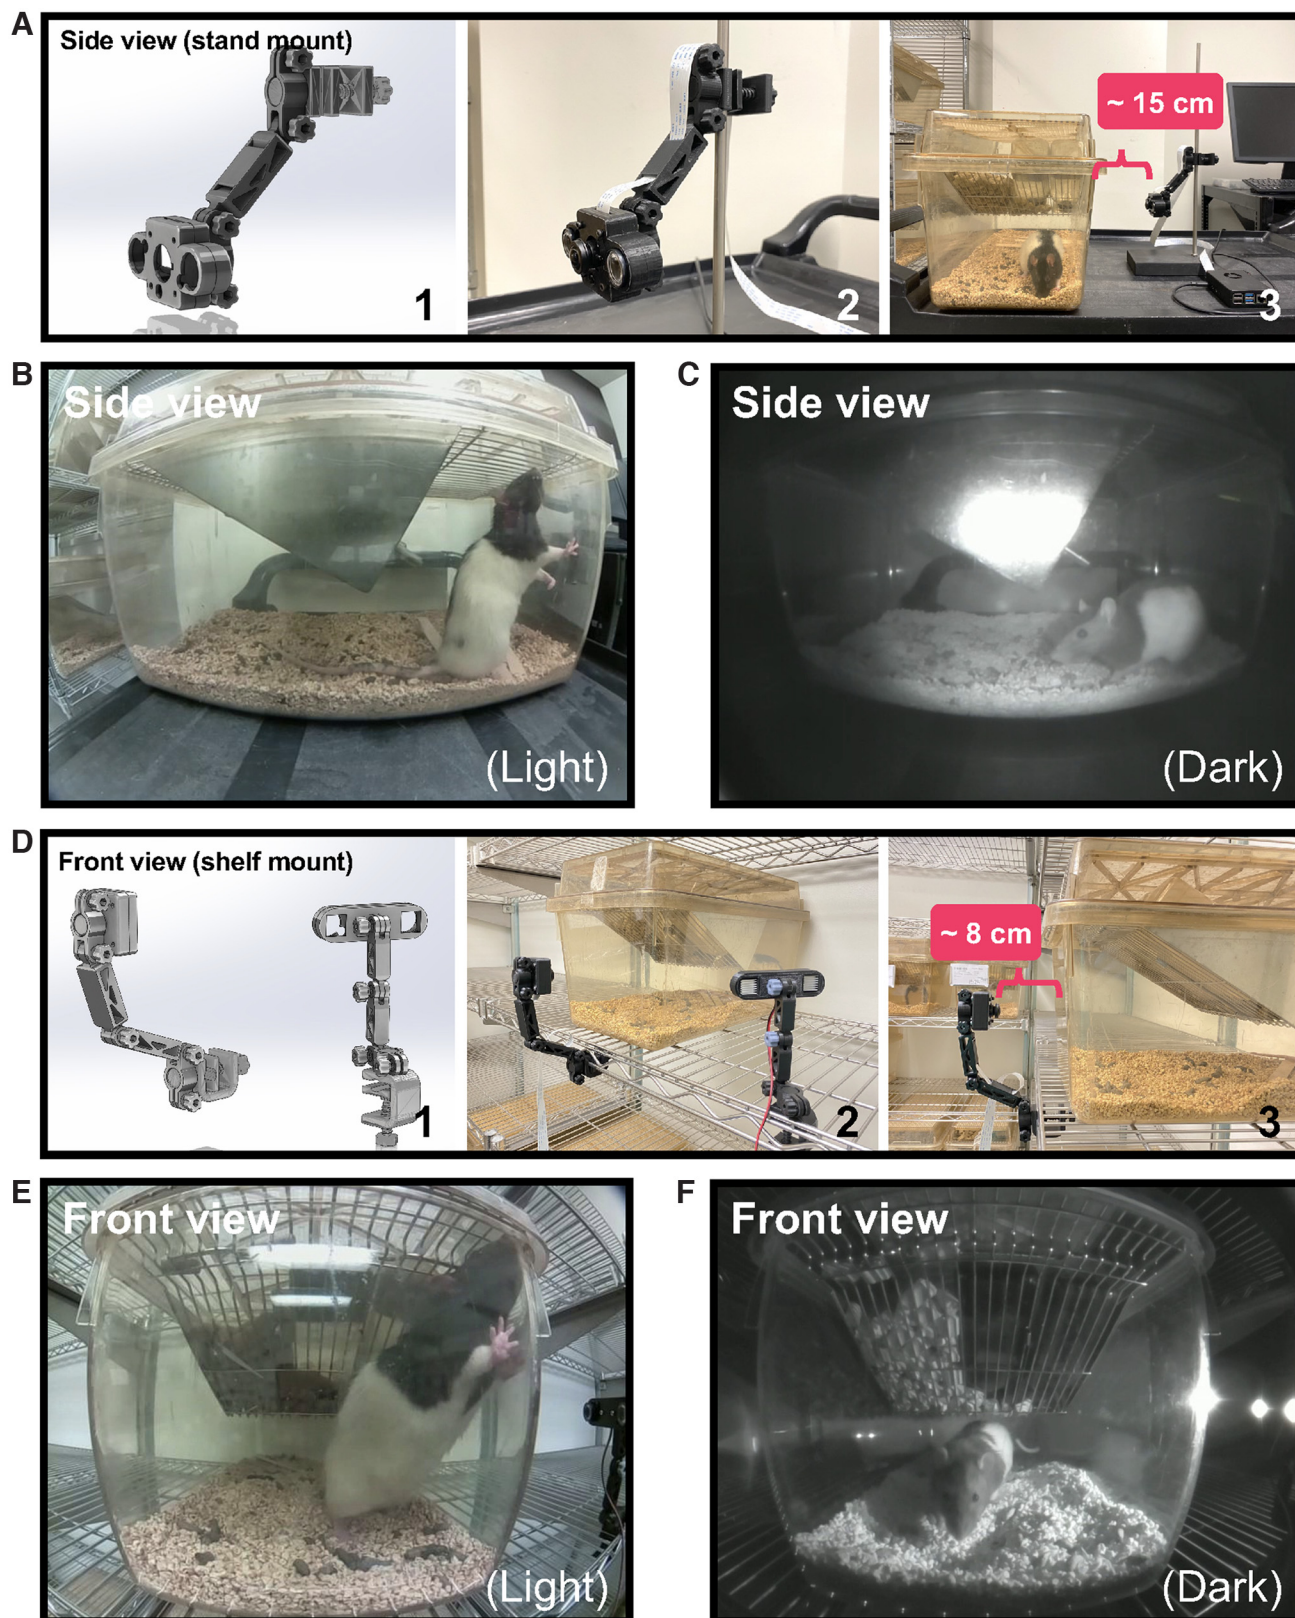 A
Side view (stand mount)
1
2
~ 15 cm
3
B
Side view
(Light)
C
Side view
(Dark)
D
Front view (shelf mount)
1
2
~ 8 cm
3
E
Front view
(Light)
F
Front view
(Dark)